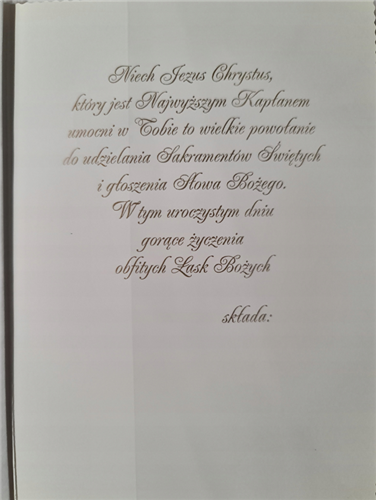 Niech Jezus Chrystus,
który jest Najwyższym Kapłanem
umocni w Tobie to wielkie powołanie
do udzielania Sakramentów Świętych
i głoszenia Słowa Bożego.
W tym uroczystym dniu
gorące życzenia
obfitych Łask Bożych
składa: